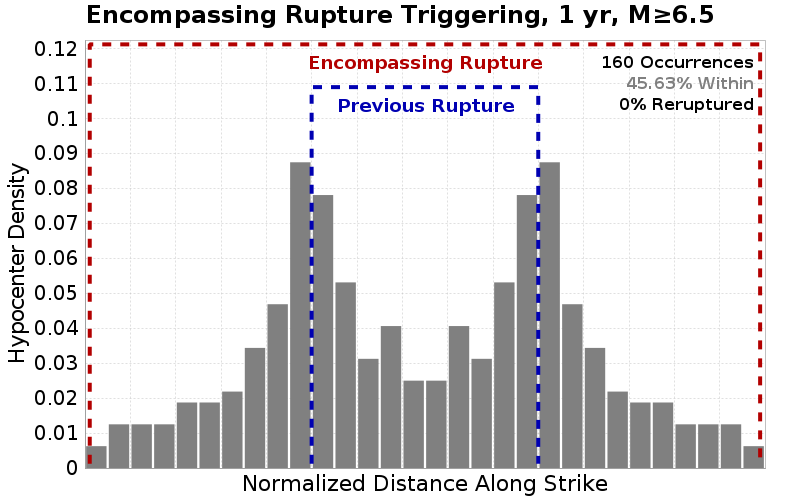 Encompassing Rupture Triggering, 1 yr, M≥6.5
0.12
0.11
0.1
0.09
0.08
0.07
0.06
0.05
0.04
0.03
0.02
0.01
0
Hypocenter Density
Encompassing Rupture
Previous Rupture
160 Occurrences
45.63% Within
0% Reruptured
Normalized Distance Along Strike